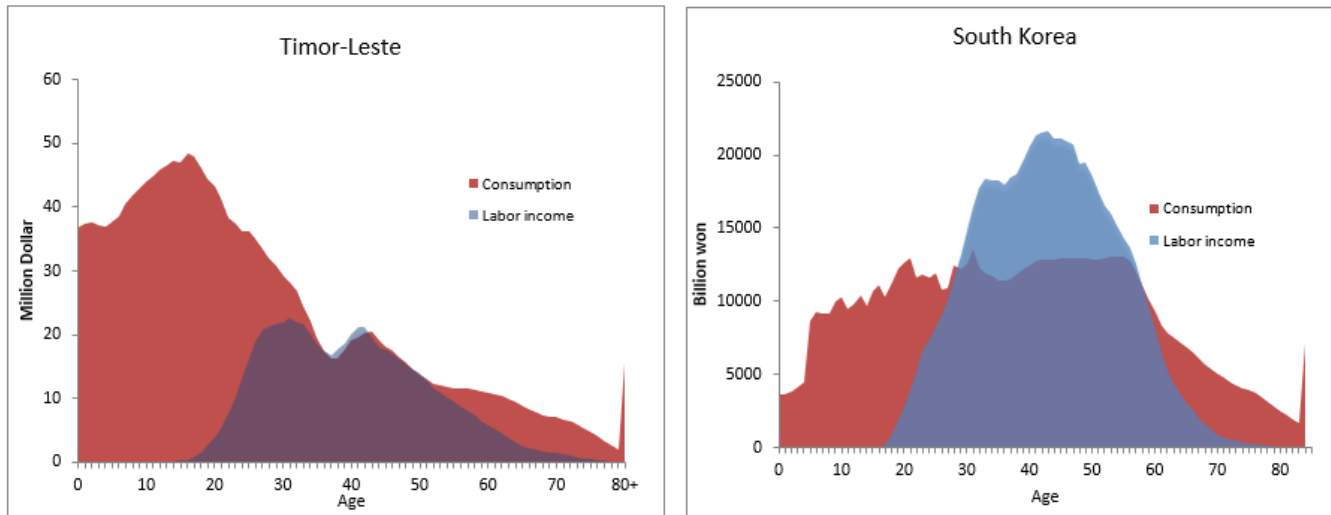 Timor-Leste
60
50
40
30
20
10
0
Million Dollar
Consumption
Labor income
0 10 20 30 40 50 60 70 80+
Age
South Korea
25000
20000
15000
10000
5000
0
Billion won
Consumption
Labor income
0 10 20 30 40 50 60 70 80
Age